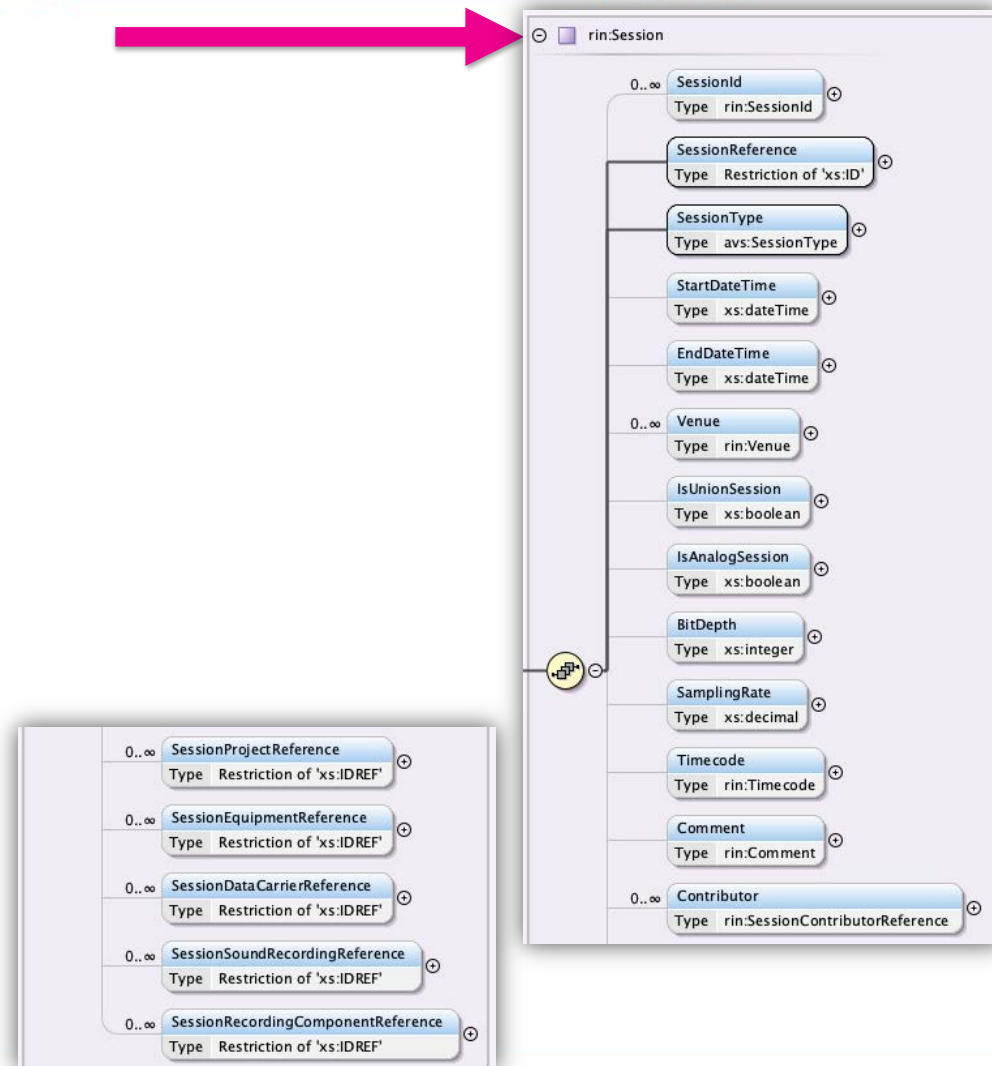 rin:Session
0..∞ SessionId
Type rin:SessionId
SessionReference
Type Restriction of 'xs:ID'
SessionType
Type avs:SessionType
StartDateTime
Type xs:dateTime
EndDateTime
Type xs:dateTime
0..∞ Venue
Type rin:Venue
IsUnionSession
Type xs:boolean
IsAnalogSession
Type xs:boolean
BitDepth
Type xs:integer
SamplingRate
Type xs:decimal
Timecode
Type rin:Timecode
Comment
Type rin:Comment
0..∞ Contributor
Type rin:SessionContributorReference
0..∞ SessionProjectReference
Type Restriction of 'xs:IDREF'
0..∞ SessionEquipmentReference
Type Restriction of 'xs:IDREF'
0..∞ SessionDataCarrierReference
Type Restriction of 'xs:IDREF'
0..∞ SessionSoundRecordingReference
Type Restriction of 'xs:IDREF'
0..∞ SessionRecordingComponentReference
Type Restriction of 'xs:IDREF'